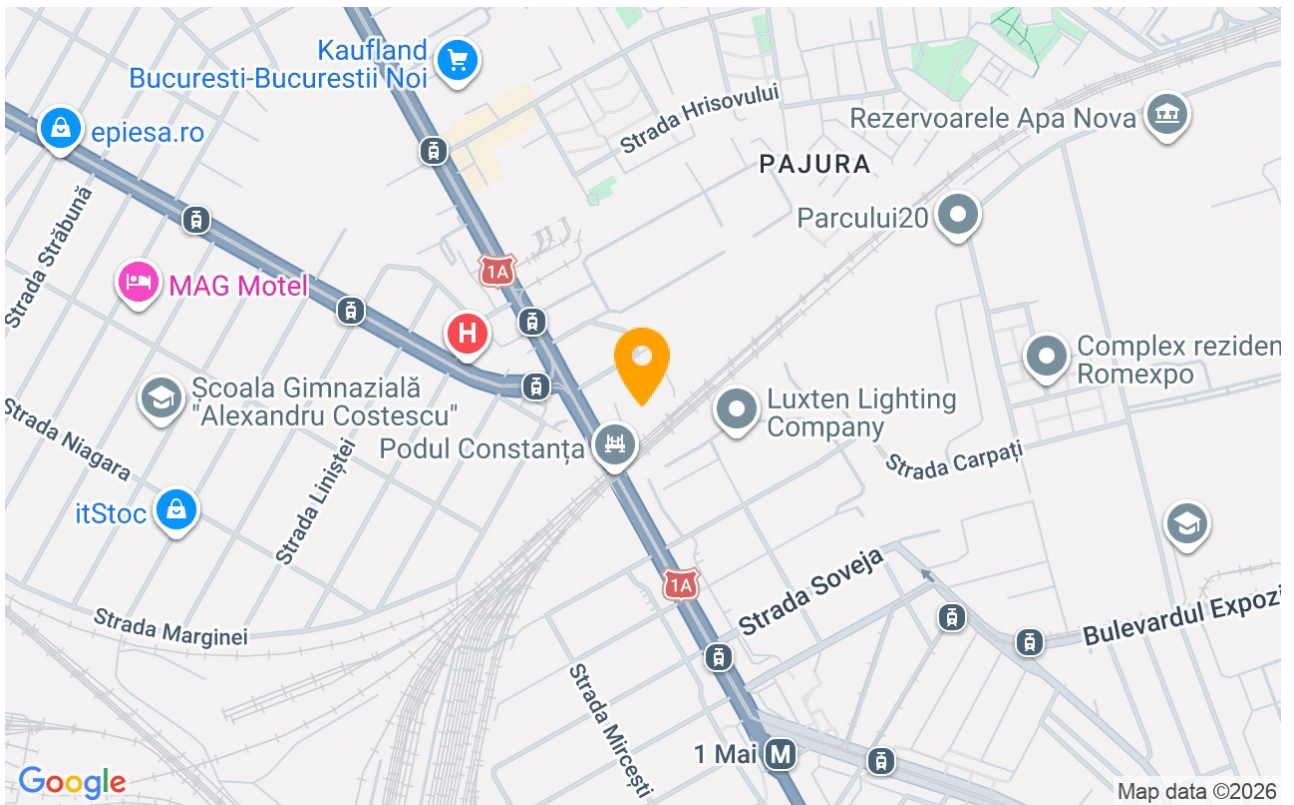 Kaufland
Bucuresti-Bucurestii Noi
epiesa.ro
Strada Hrisovului
Rezervoarele Apa Nova
PAJURA
Parcului20
Strada Străbună
1A
MAG Motel
H
Complex reziden
Romexpo
Școala Gimnazială
"Alexandru Costescu"
Luxten Lighting
Company
Podul Constanța
Strada Niagara
Strada Liniștei
Strada Carpați
itStoc
1A
Strada Soveja
Bulevardul Expozi
Strada Marginei
Strada Mircești
1 Mai M
Google
Map data ©2026